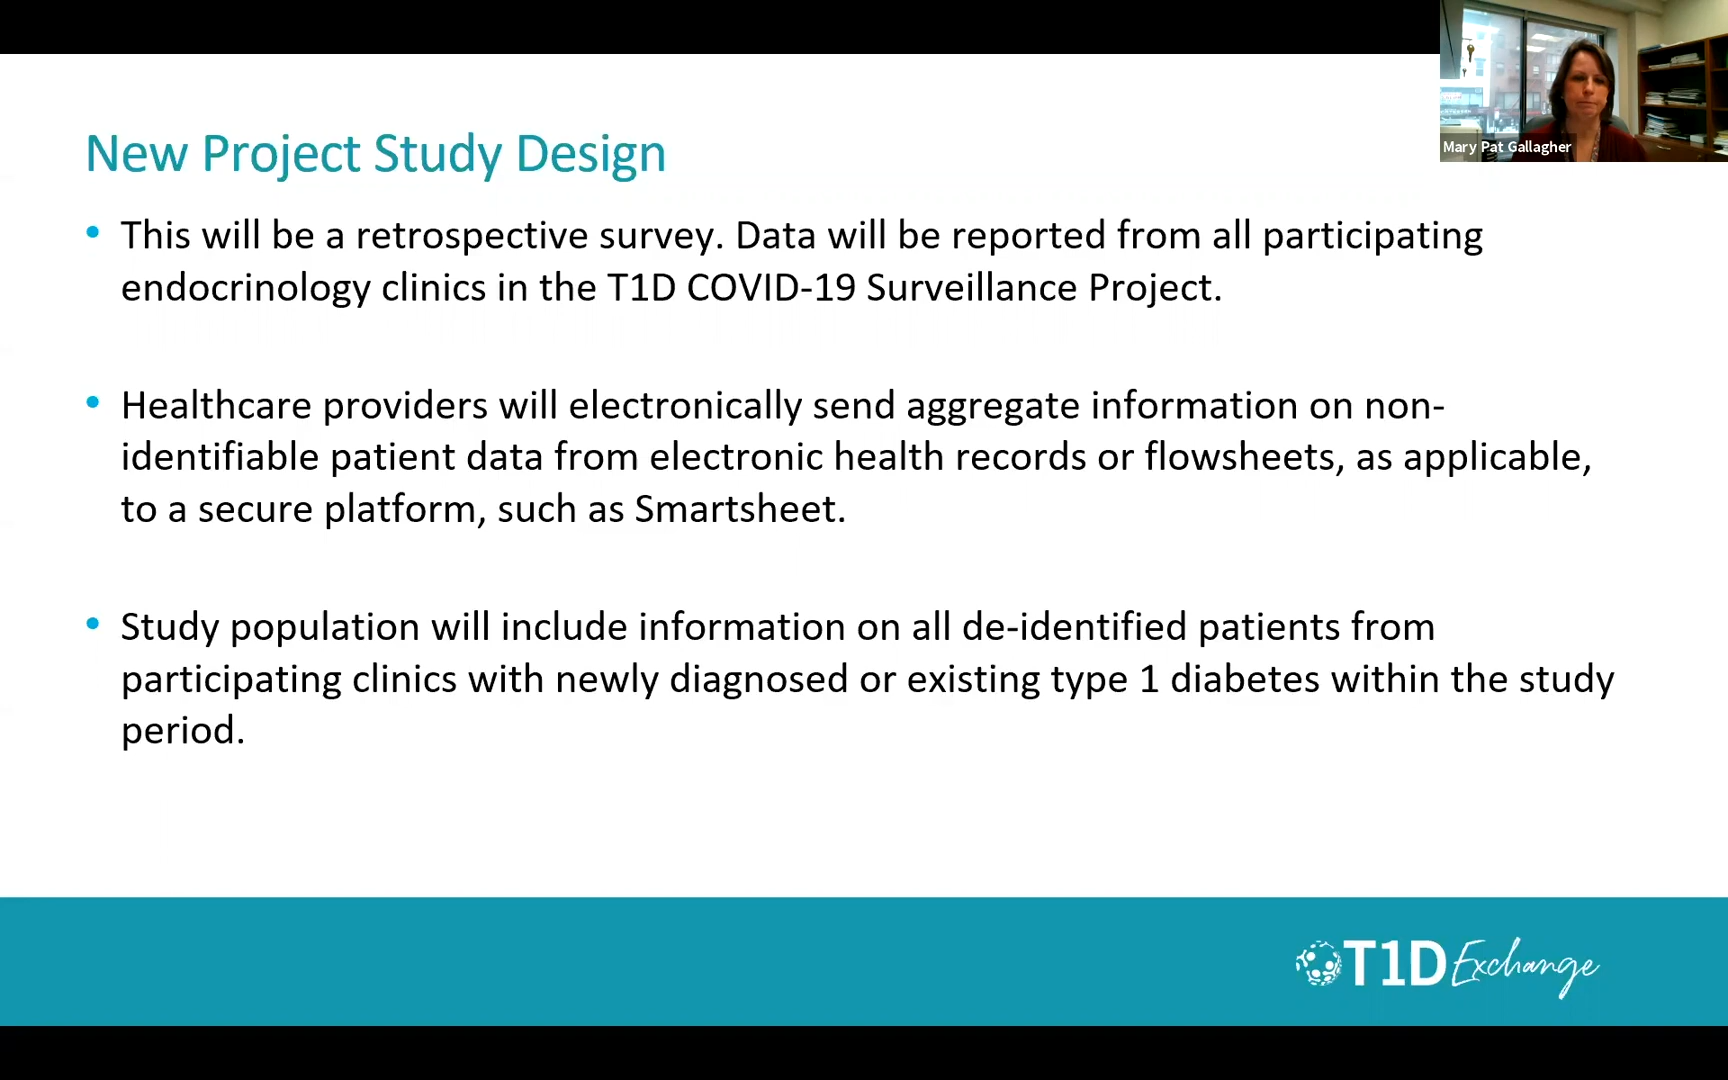 Mary Pat Gallagher
New Project Study Design
• This will be a retrospective survey. Data will be reported from all participating
endocrinology clinics in the T1D COVID-19 Surveillance Project.
• Healthcare providers will electronically send aggregate information on non-
identifiable patient data from electronic health records or flowsheets, as applicable,
to a secure platform, such as Smartsheet.
• Study population will include information on all de-identified patients from
participating clinics with newly diagnosed or existing type 1 diabetes within the study
period.
T1D Exchange